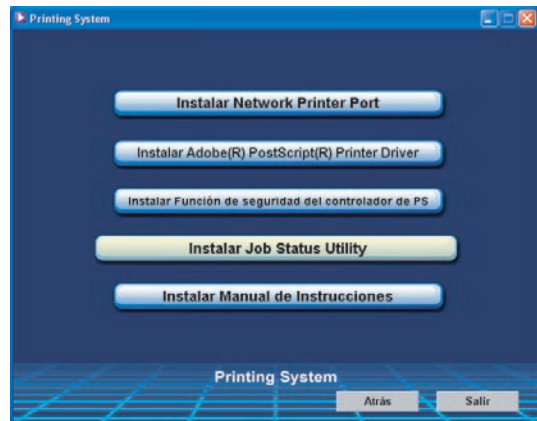 Printing System
Instalar Network Printer Port
Instalar Adobe(R) PostScript(R) Printer Driver
Instalar Función de seguridad del controlador de PS
Instalar Job Status Utility
Instalar Manual de Instrucciones
Printing System
Atrás Salir